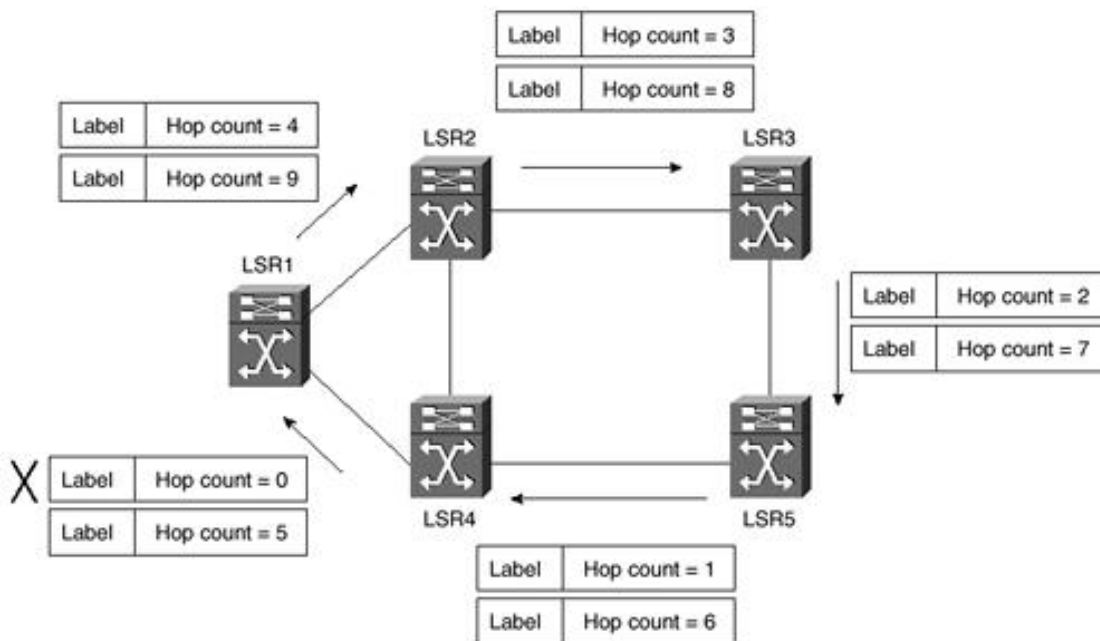 Label Hop count = 3
Label Hop count = 8
Label Hop count = 4
Label Hop count = 9
LSR2
LSR3
LSR1
Label Hop count = 2
Label Hop count = 7
X Label Hop count = 0
Label Hop count = 5
LSR4
LSR5
Label Hop count = 1
Label Hop count = 6